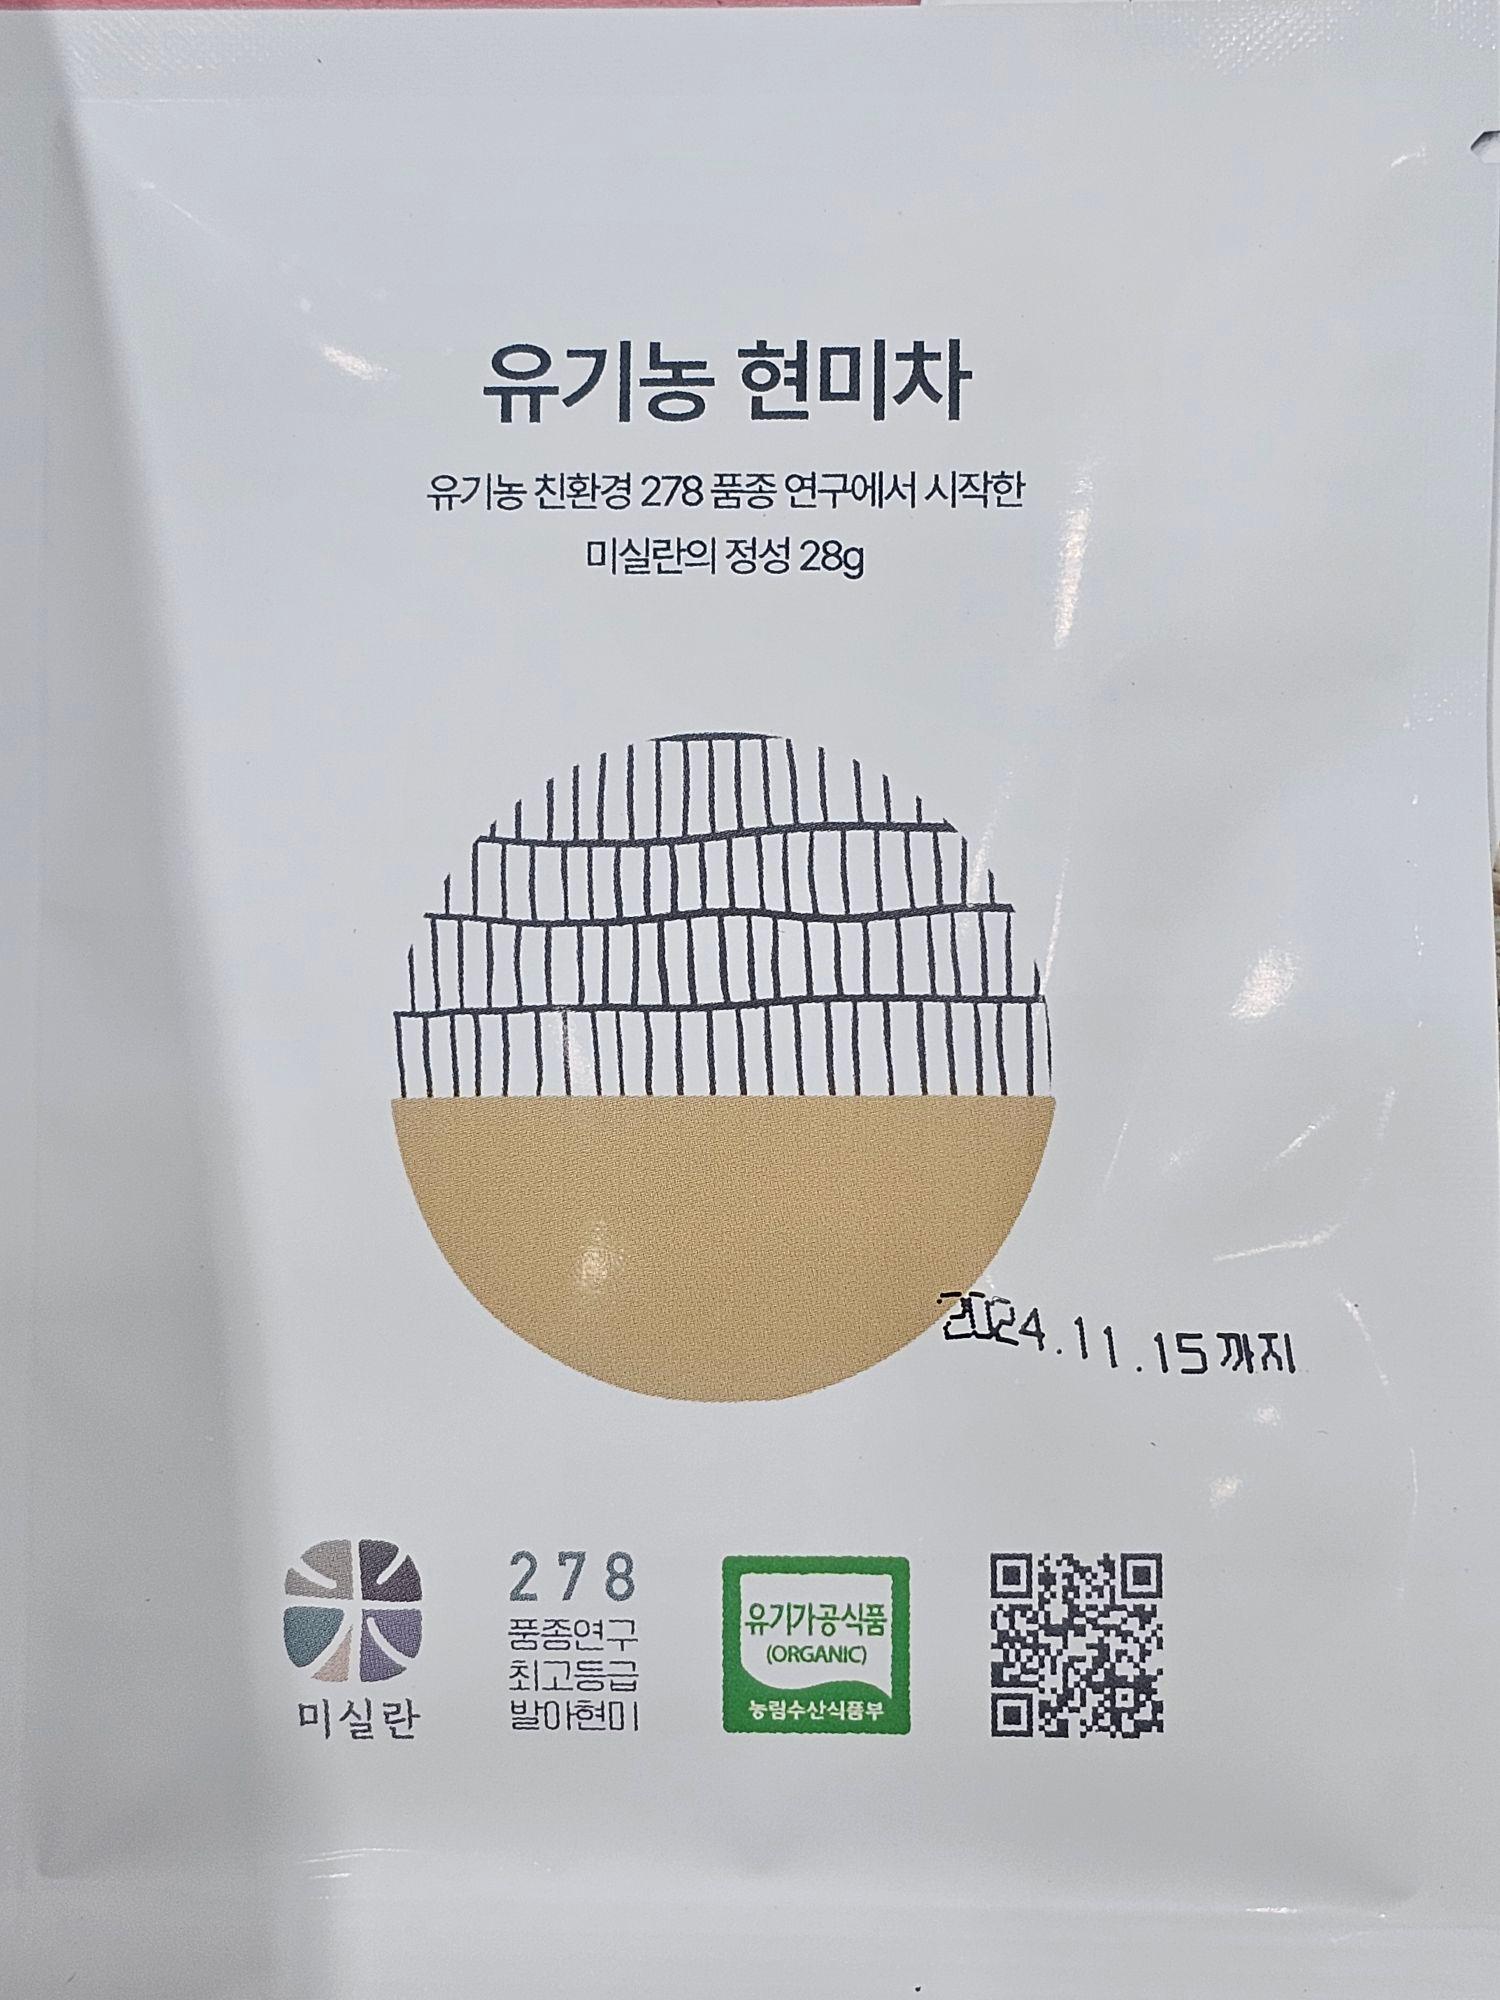 유기농 현미차
유기농 친환경 278 품종 연구에서 시작한
미실란의 정성 28g
2024.11.15까지
미실란
278
품종연구
최고등급
발아현미
유기가공식품
(ORGANIC)
농림수산식품부